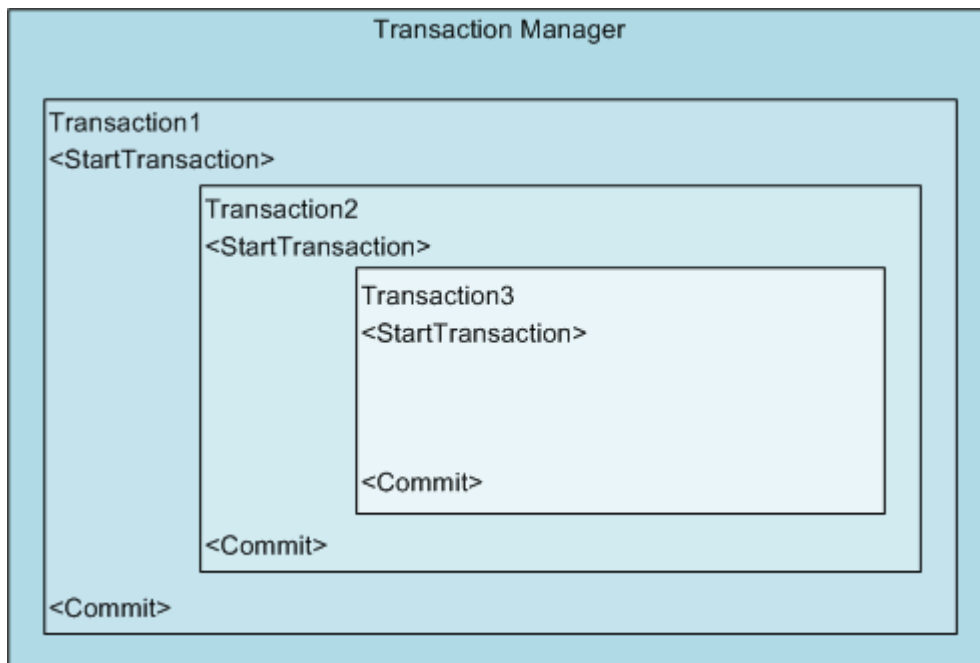 Transaction Manager
Transaction1
<StartTransaction>
Transaction2
<StartTransaction>
Transaction3
<StartTransaction>
<Commit>
<Commit>
<Commit>